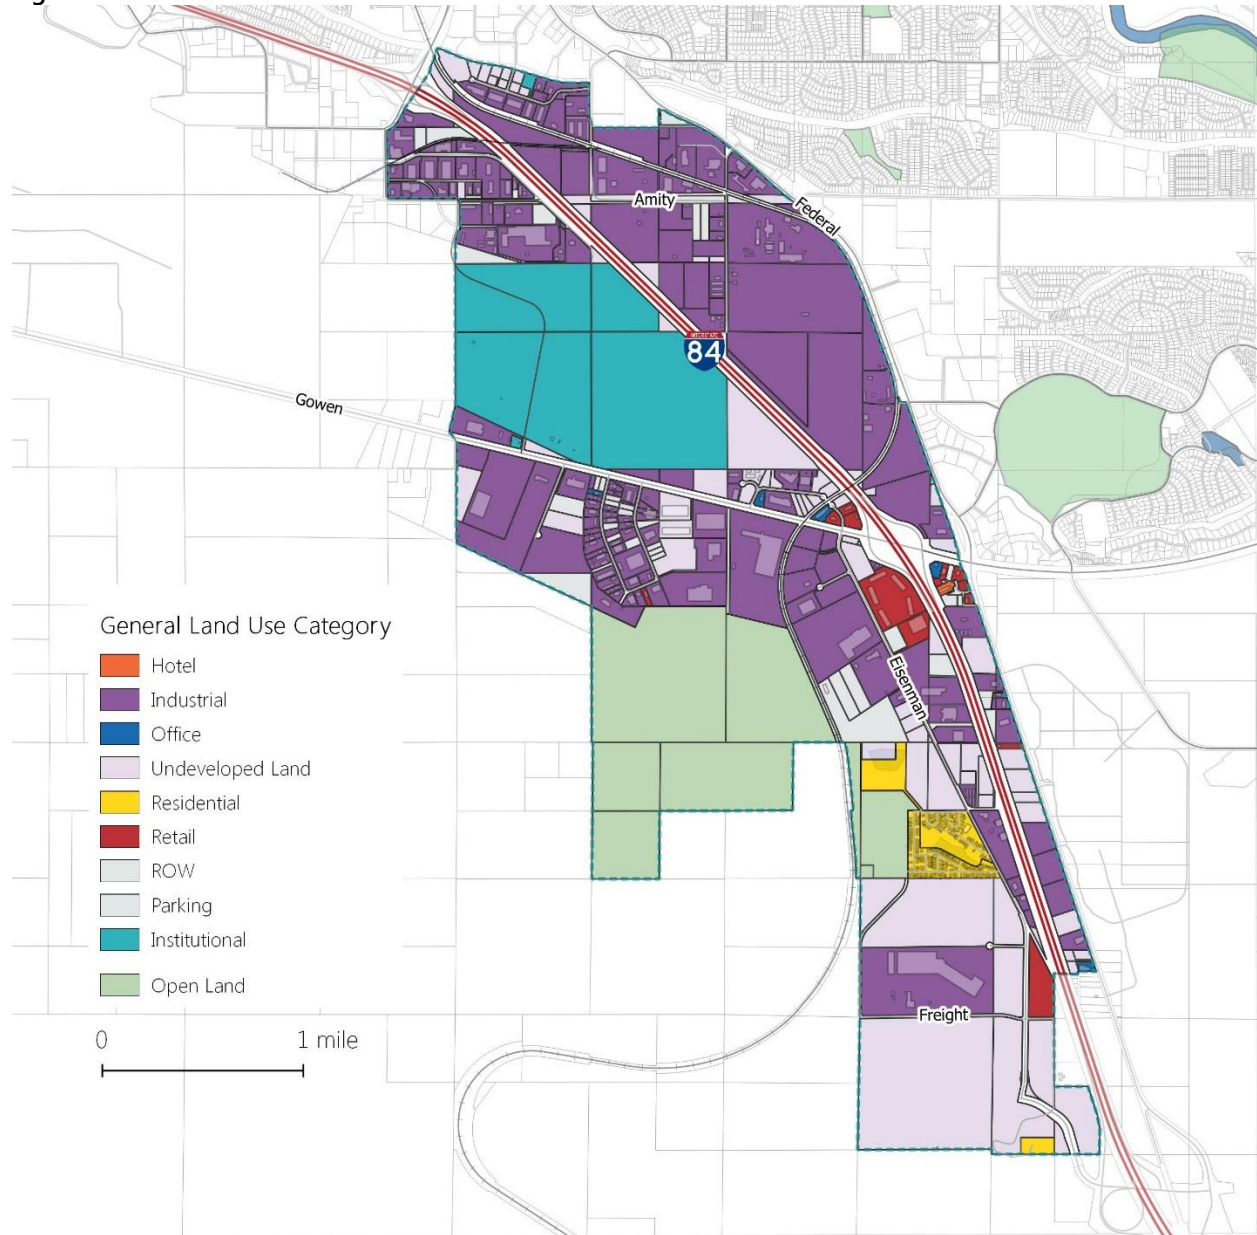 Amity
Federal
INTERSTATE
84
Gowen
Eisenman
General Land Use Category
Hotel
Industrial
Office
Undeveloped Land
Residential
Retail
ROW
Parking
Institutional
Open Land
Freight
0 1 mile